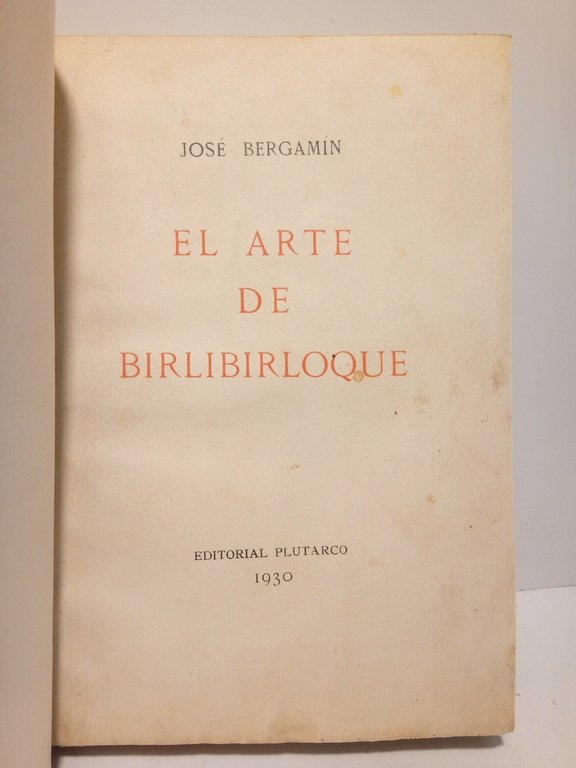 JOSÉ BERGAMÍN
EL ARTE
DE
BIRLIBIRLOQUE
EDITORIAL PLUTARCO
1930